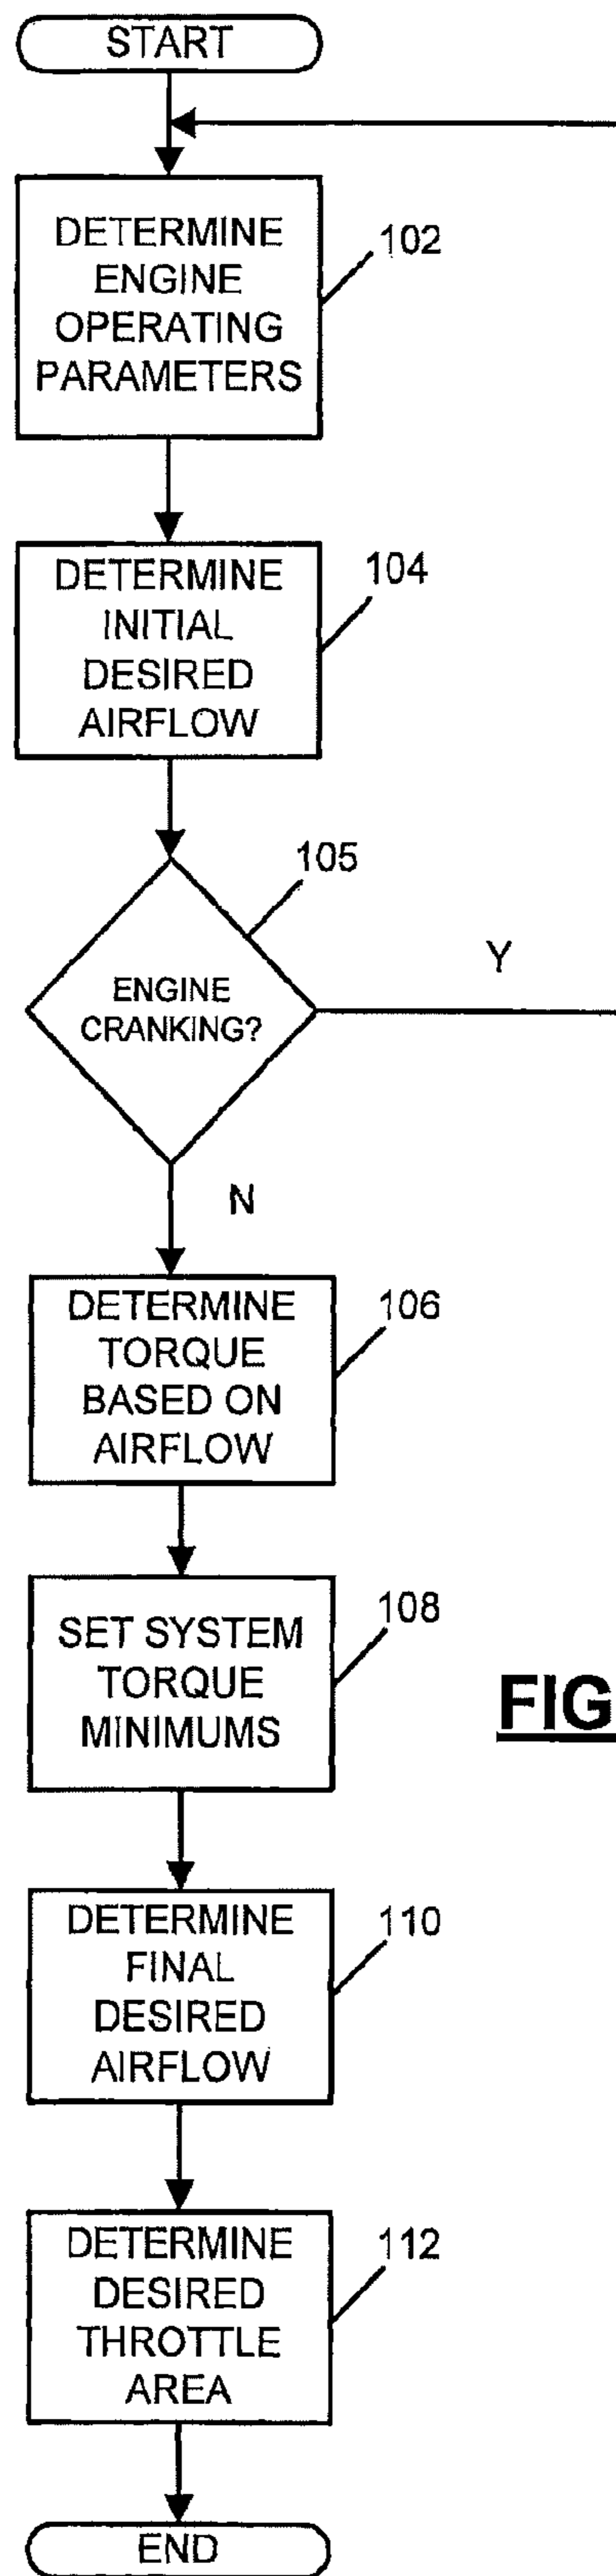 START
DETERMINE
ENGINE
OPERATING
PARAMETERS
102
DETERMINE
INITIAL
DESIRED
AIRFLOW
104
105
ENGINE
CRANKING?
Y
N
DETERMINE
TORQUE
BASED ON
AIRFLOW
106
SET SYSTEM
TORQUE
MINIMUMS
108
FIG
DETERMINE
FINAL
DESIRED
AIRFLOW
110
DETERMINE
DESIRED
THROTTLE
AREA
112
END